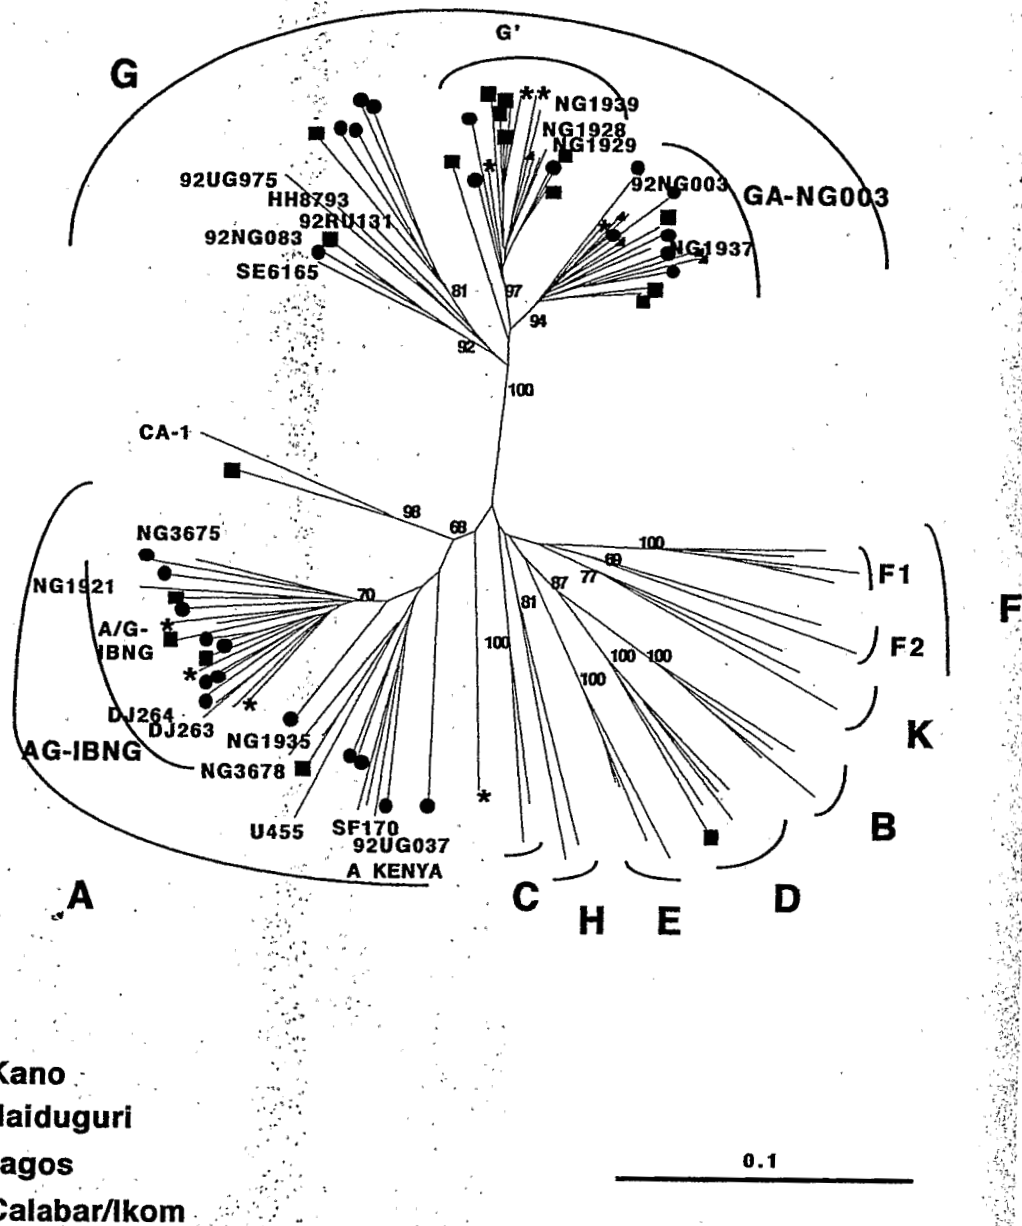 G'
G
NG1939
NG1928
NG1929
92UG975
92NG003
HH8793
GA-NG003
92RU131
92NG083
NG1937
SE6165
81
97
94
92
100
CA-1
98
68
NG3675
100
69
F1
NG1921
77
87
70
81
F
A/G-
IBNG
100
F2
100
100
100
DJ264
DJ263
NG1935
K
AG-IBNG
NG3678
B
U455
SF170
92UG037
A KENYA
A
C
D
H
E
Kano
aiduguri
agos
Calabar/Ikom
0.1